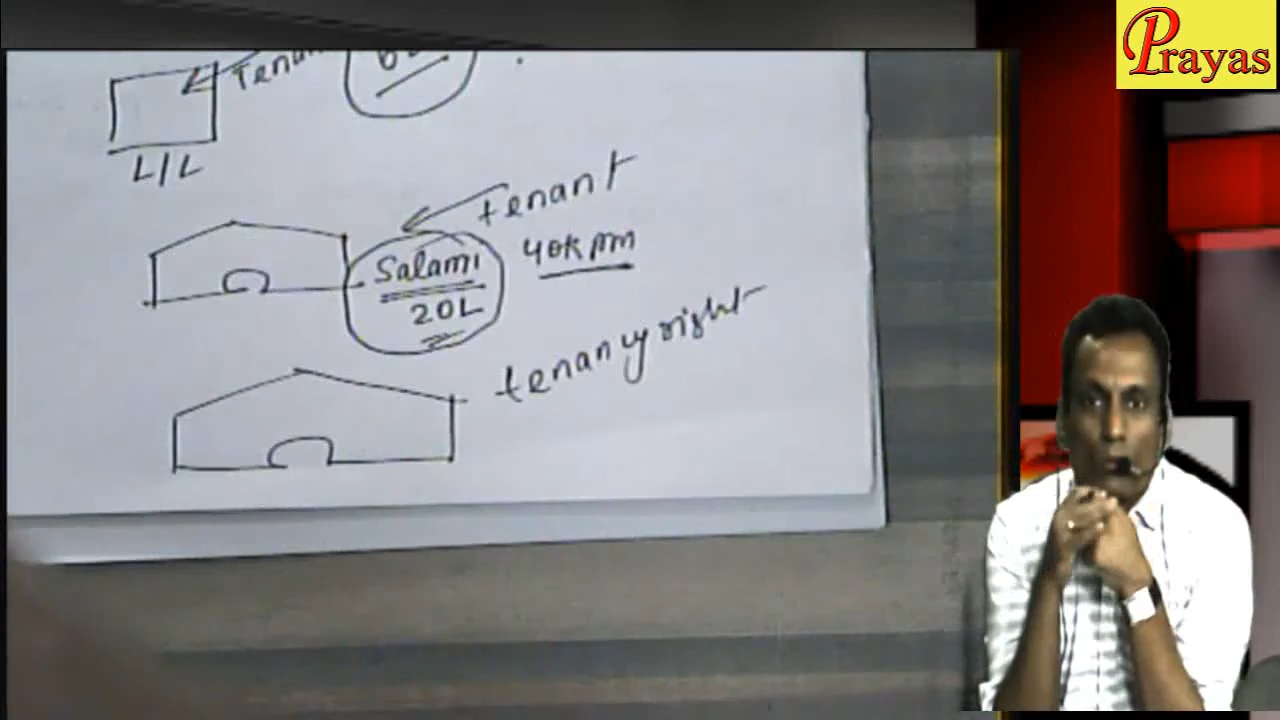 Prayas
L/L
tenant
Salami
40K pm
20L
tenancy right